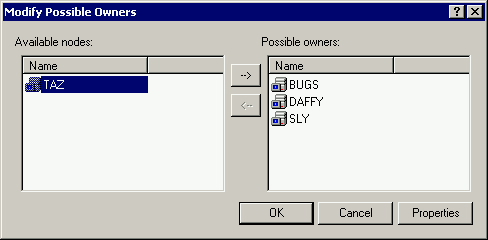 Modify Possible Owners
Available nodes:
Possible owners:
Name
Name
TAZ
-->
<--
BUGS
DAFFY
SLY
OK
Cancel
Properties